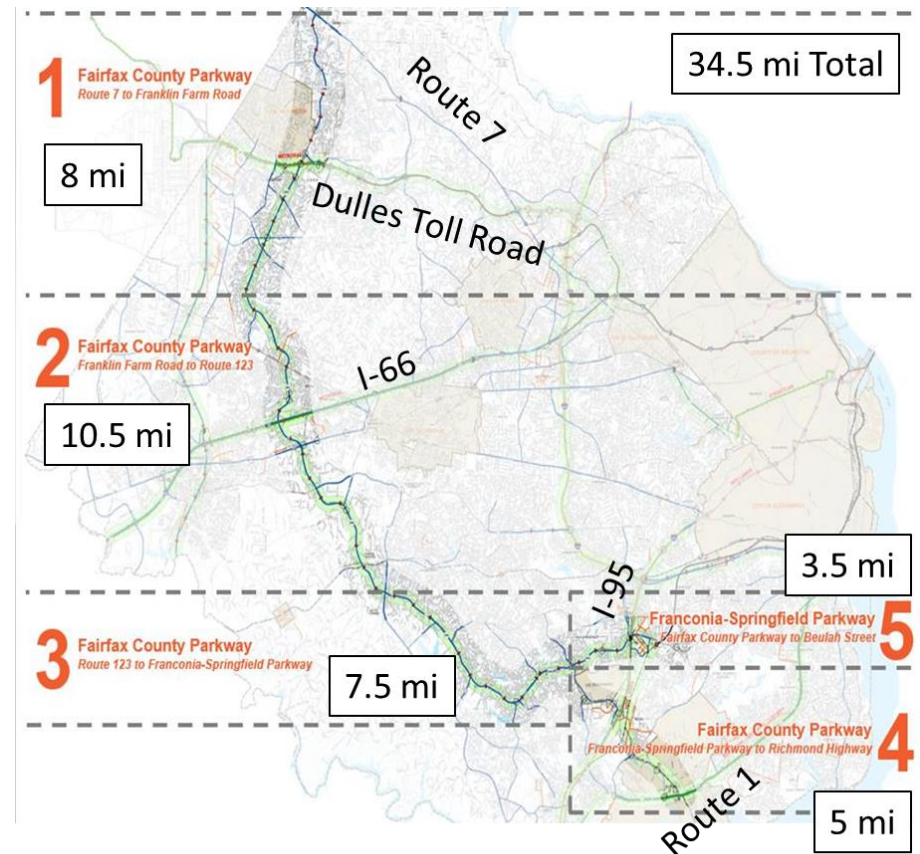 34.5 mi Total
1
Fairfax County Parkway
Route 7 to Franklin Farm Road
8 mi
Route 7
Dulles Toll Road
2
Fairfax County Parkway
Franklin Farm Road to Route 123
10.5 mi
I-66
3
Fairfax County Parkway
Route 123 to Franconia-Springfield Parkway
7.5 mi
I-95
3.5 mi
Franconia-Springfield Parkway
Fairfax County Parkway to Beulah Street
5
Fairfax County Parkway
Franconia-Springfield Parkway to Richmond Highway
4
Route 1
5 mi